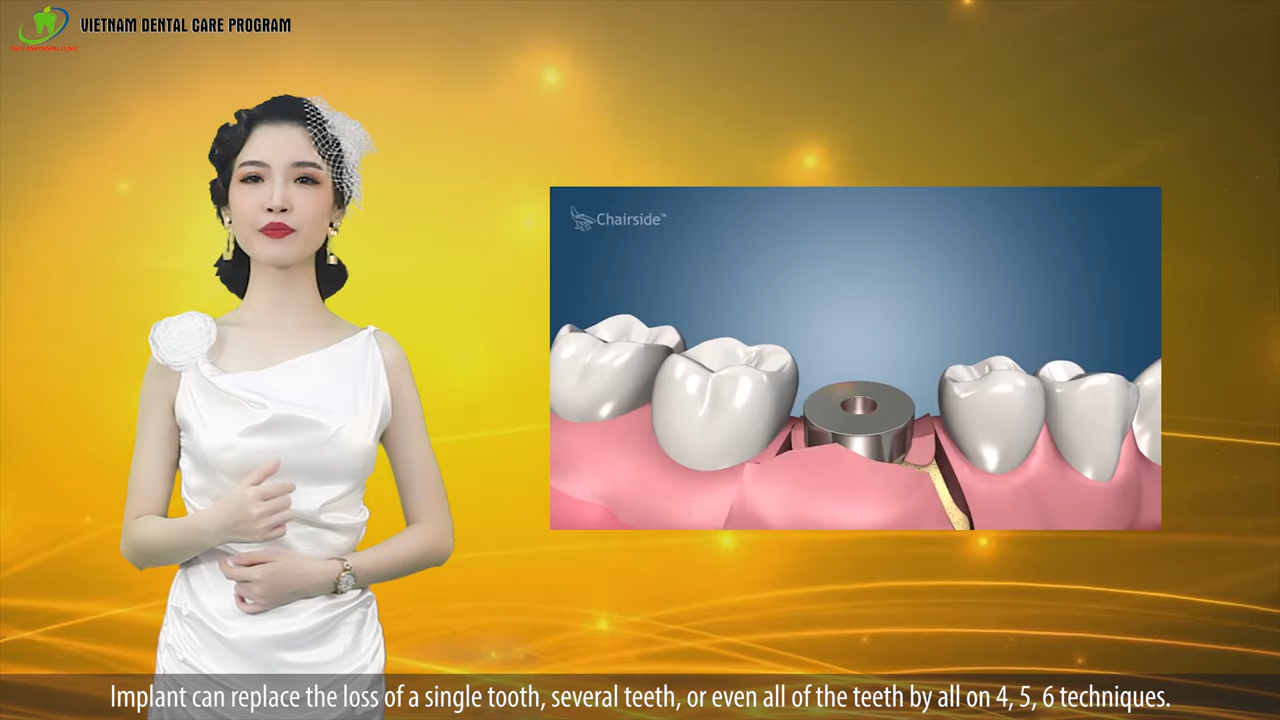 VIETNAM DENTAL CARE PROGRAM
Chairside™
Implant can replace the loss of a single tooth, several teeth, or even all of the teeth by all on 4, 5, 6 techniques.